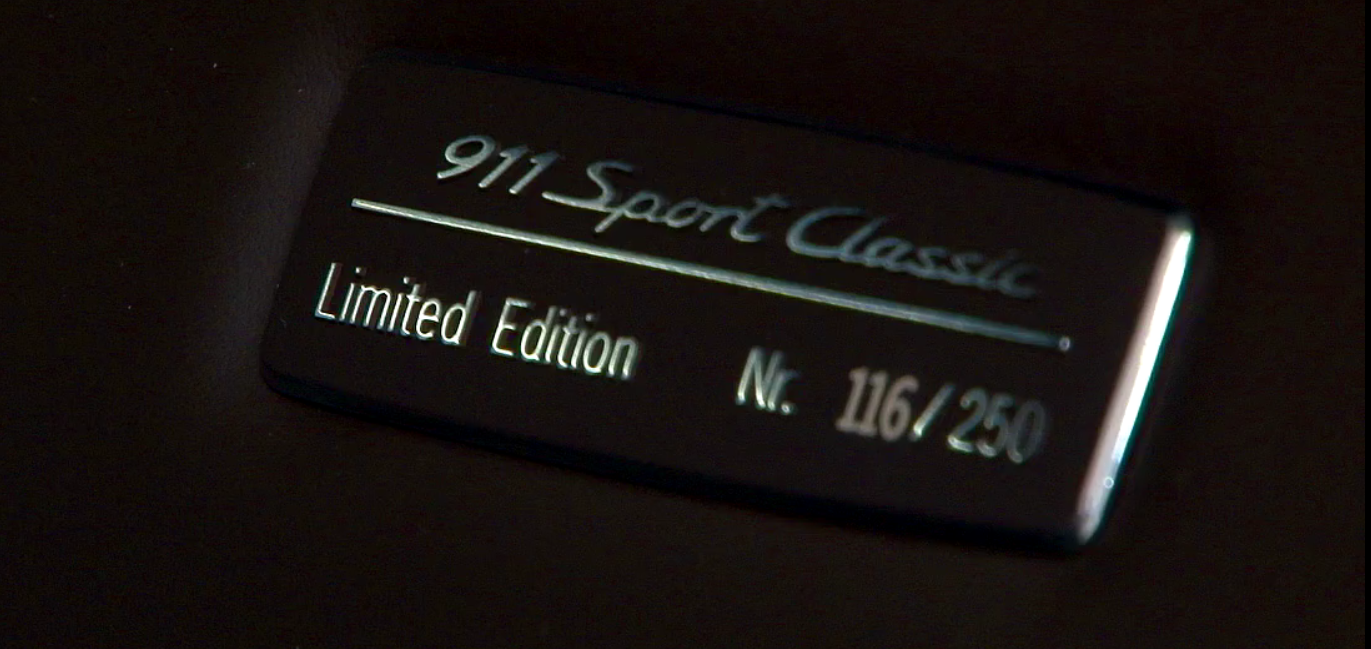 911 Sport Classic
Limited Edition Nr. 116/250